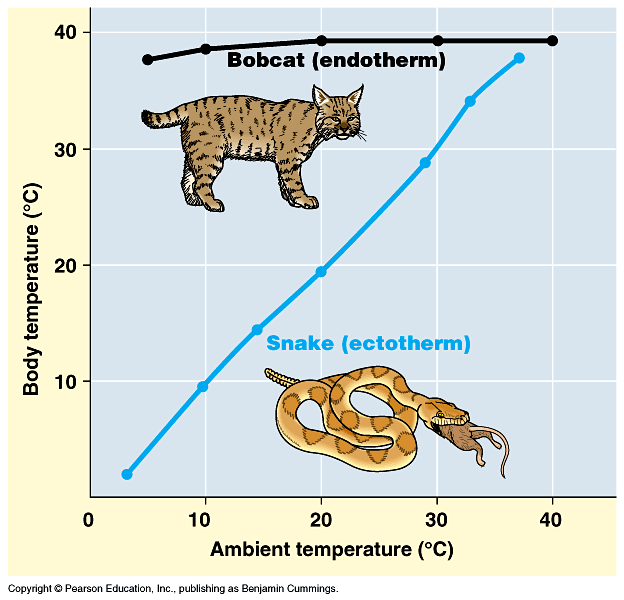 40
Bobcat (endotherm)
30
Body temperature (°C)
20
Snake (ectotherm)
10
0 10 20 30 40
Ambient temperature (°C)
Copyright © Pearson Education, Inc., publishing as Benjamin Cummings.